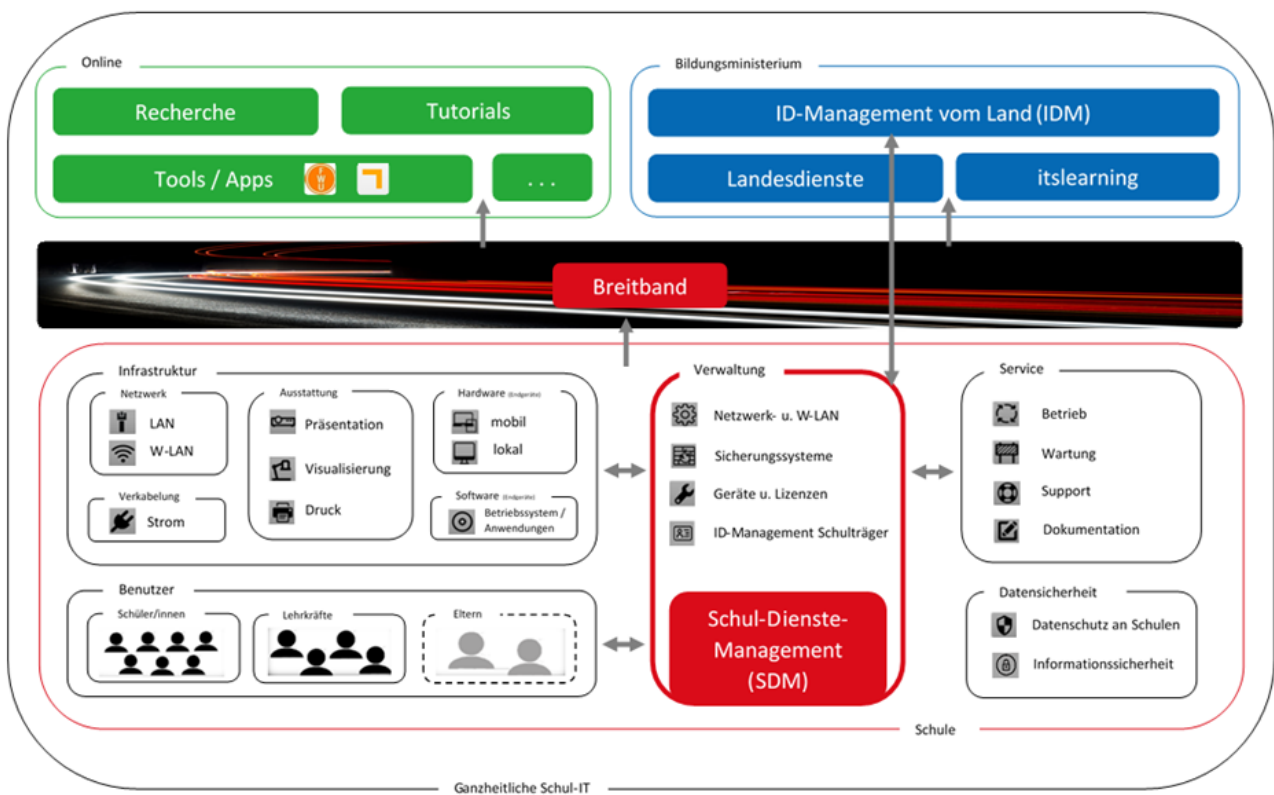 Online
Recherche
Tutorials
Tools / Apps
FWU
. . .
Bildungsministerium
ID-Management vom Land (IDM)
Landesdienste
itslearning
Breitband
Infrastruktur
Netzwerk
LAN
W-LAN
Verkabelung
Strom
Ausstattung
Präsentation
Visualisierung
Druck
Hardware (Endgeräte)
mobil
lokal
Software (Endgeräte)
Betriebssystem /
Anwendungen
Benutzer
Schüler/innen
Lehrkräfte
Eltern
Verwaltung
Netzwerk- u. W-LAN
Sicherungssysteme
Geräte u. Lizenzen
ID-Management Schulträger
Schul-Dienste-
Management
(SDM)
Service
Betrieb
Wartung
Support
Dokumentation
Datensicherheit
Datenschutz an Schulen
Informationssicherheit
Schule
Ganzheitliche Schul-IT